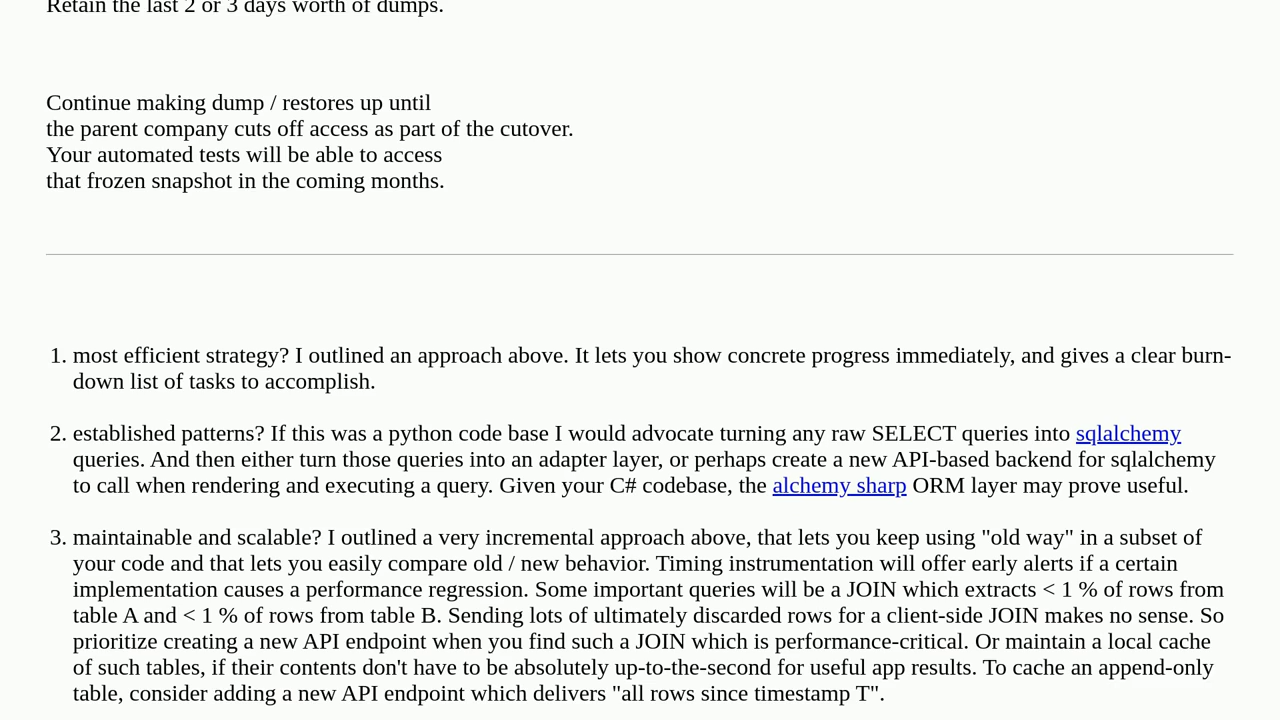 Retain the last 2 or 3 days worth of dumps.
Continue making dump / restores up until
the parent company cuts off access as part of the cutover.
Your automated tests will be able to access
that frozen snapshot in the coming months.
1. most efficient strategy? I outlined an approach above. It lets you show concrete progress immediately, and gives a clear burn-
down list of tasks to accomplish.
2. established patterns? If this was a python code base I would advocate turning any raw SELECT queries into sqlalchemy
queries. And then either turn those queries into an adapter layer, or perhaps create a new API-based backend for sqlalchemy
to call when rendering and executing a query. Given your C# codebase, the alchemy sharp ORM layer may prove useful.
3. maintainable and scalable? I outlined a very incremental approach above, that lets you keep using "old way" in a subset of
your code and that lets you easily compare old / new behavior. Timing instrumentation will offer early alerts if a certain
implementation causes a performance regression. Some important queries will be a JOIN which extracts < 1 % of rows from
table A and < 1 % of rows from table B. Sending lots of ultimately discarded rows for a client-side JOIN makes no sense. So
prioritize creating a new API endpoint when you find such a JOIN which is performance-critical. Or maintain a local cache
of such tables, if their contents don't have to be absolutely up-to-the-second for useful app results. To cache an append-only
table, consider adding a new API endpoint which delivers "all rows since timestamp T".